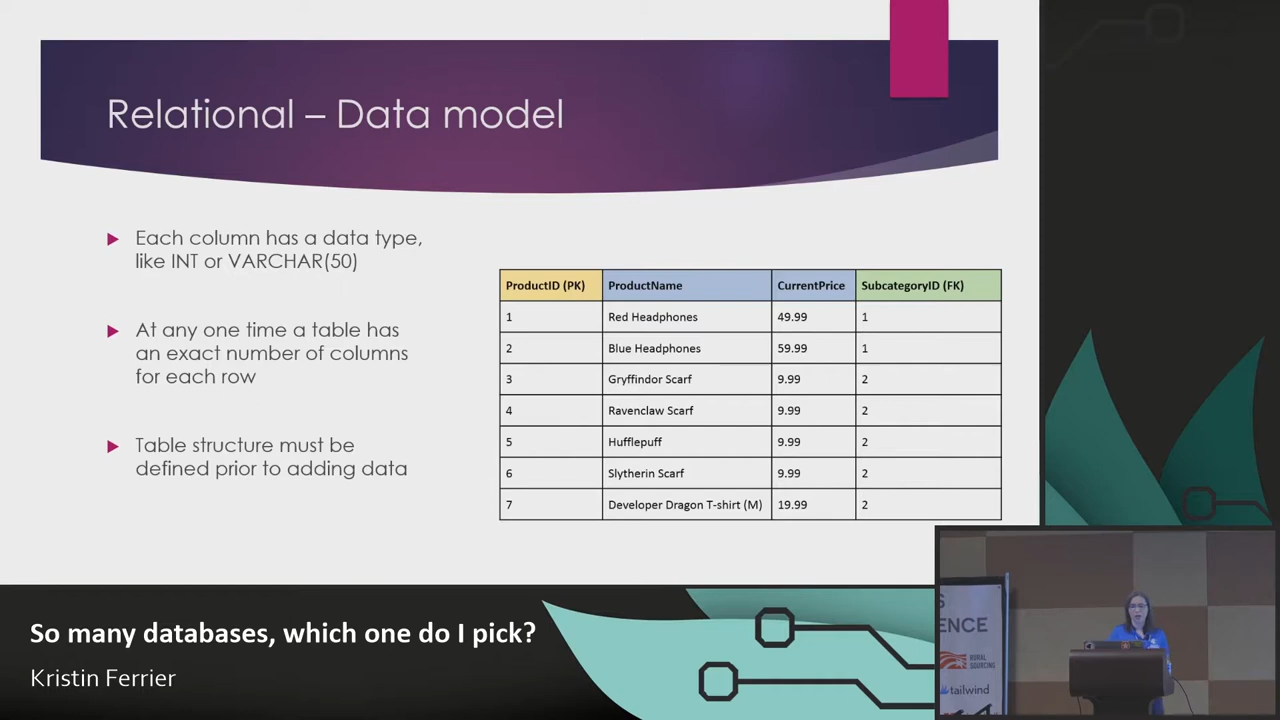 Relational – Data model
Each column has a data type,
like INT or VARCHAR(50)
At any one time a table has
an exact number of columns
for each row
Table structure must be
defined prior to adding data
ProductID (PK) ProductName CurrentPrice SubcategoryID (FK)
1 Red Headphones 49.99 1
2 Blue Headphones 59.99 1
3 Gryffindor Scarf 9.99 2
4 Ravenclaw Scarf 9.99 2
5 Hufflepuff 9.99 2
6 Slytherin Scarf 9.99 2
7 Developer Dragon T-shirt (M) 19.99 2
So many databases, which one do I pick?
Kristin Ferrier
S
ENCE
SOURCING
tailwind